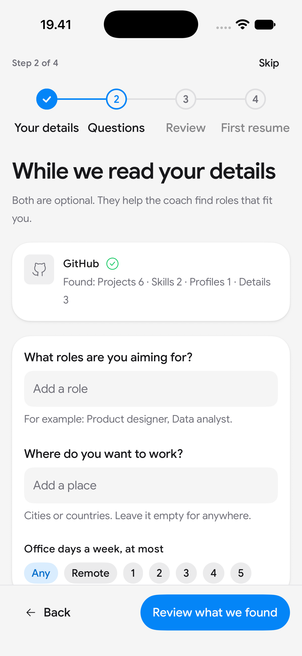 19.41
Step 2 of 4
Skip
2
3
4
Your details
Questions
Review
First resume
While we read your details
Both are optional. They help the coach find roles that fit
you.
GitHub
Found: Projects 6 · Skills 2 · Profiles 1 · Details
3
What roles are you aiming for?
Add a role
For example: Product designer, Data analyst.
Where do you want to work?
Add a place
Cities or countries. Leave it empty for anywhere.
Office days a week, at most
Any Remote 1 2 3 4 5
← Back
Review what we found